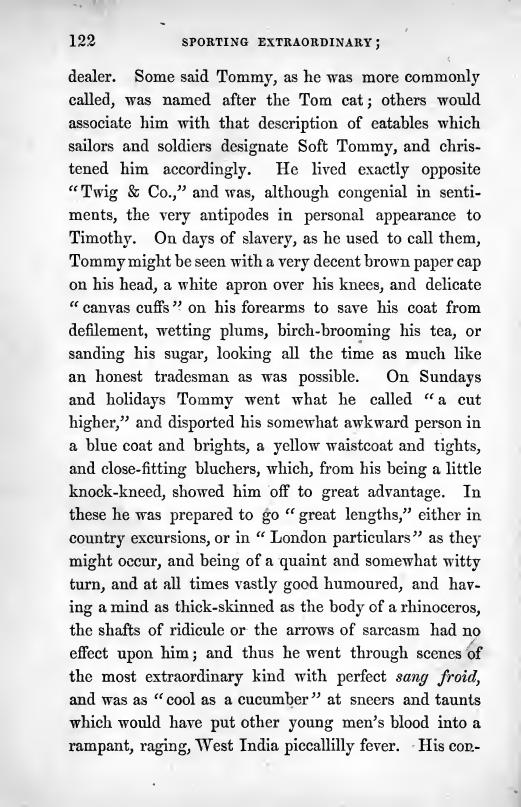 122 SPORTING EXTRAORDINARY;
dealer. Some said Tommy, as he was more commonly
called, was named after the Tom cat; others would
associate him with that description of eatables which
sailors and soldiers designate Soft Tommy, and chris-
tened him accordingly. He lived exactly opposite
"Twig & Co.," and was, although congenial in senti-
ments, the very antipodes in personal appearance to
Timothy. On days of slavery, as he used to call them,
Tommy might be seen with a very decent brown paper cap
on his head, a white apron over his knees, and delicate
"canvas cuffs" on his forearms to save his coat from
defilement, wetting plums, birch-brooming his tea, or
sanding his sugar, looking all the time as much like
an honest tradesman as was possible. On Sundays
and holidays Tommy went what he called "a cut
higher," and disported his somewhat awkward person in
a blue coat and brights, a yellow waistcoat and tights,
and close-fitting bluchers, which, from his being a little
knock-kneed, showed him off to great advantage. In
these he was prepared to go "great lengths," either in
country excursions, or in "London particulars" as they
might occur, and being of a quaint and somewhat witty
turn, and at all times vastly good humoured, and hav-
ing a mind as thick-skinned as the body of a rhinoceros,
the shafts of ridicule or the arrows of sarcasm had no
effect upon him; and thus he went through scenes of
the most extraordinary kind with perfect sang froid,
and was as "cool as a cucumber" at sneers and taunts
which would have put other young men's blood into a
rampant, raging, West India piccallilly fever. His con-